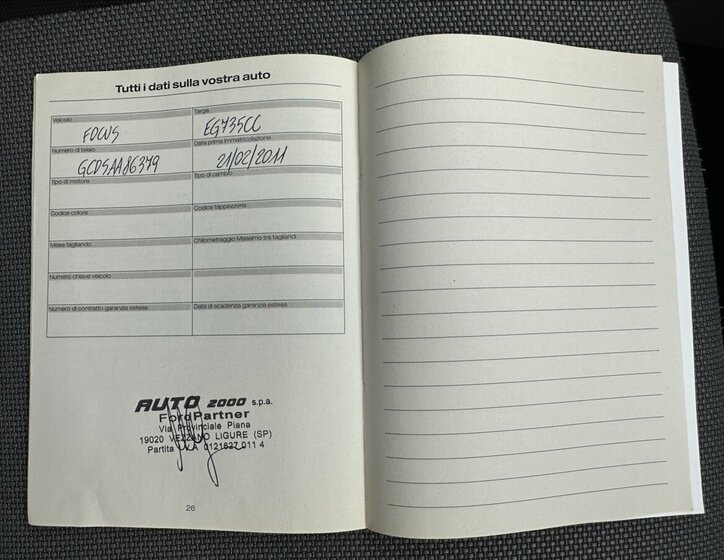 Tutti i dati sulla vostra auto
Veicolo Targa
FOCUS EG735CC
Numero di telaio Data prima immatricolazione
GCDSAA86379 21/02/2011
Tipo di motore Tipo di cambio
Codice colore Codice tappezzeria
Mese tagliando Chilometraggio Massimo tra tagliandi
Numero chiave veicolo
Numero di contratto garanzia estesa Data di scadenza garanzia estesa
AUTO 2000 s.p.a.
FordPartner
Via Provinciale Piana
19020 VEZZANO LIGURE (SP)
Partita 011 4
26